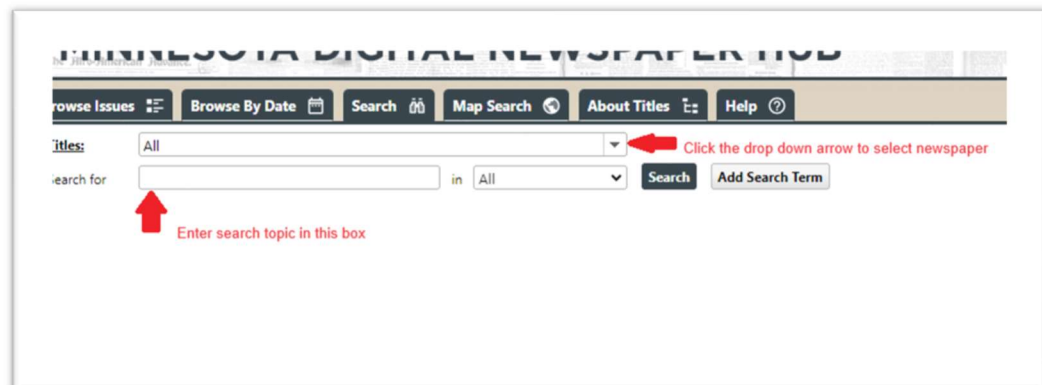 MINNESOTA DIGITAL NEWSPAPER HUB
rowse Issues Browse By Date Search Map Search About Titles Help
Titles: All Click the drop down arrow to select newspaper
Search for in All Search Add Search Term
Enter search topic in this box